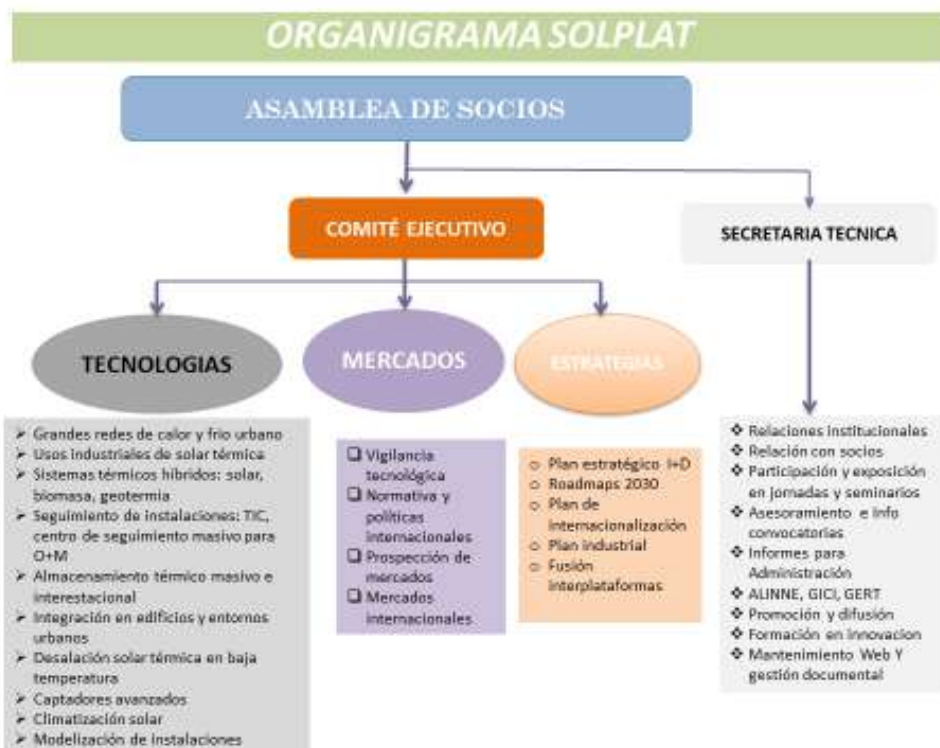 ORGANIGRAMA SOLPLAT
ASAMBLEA DE SOCIOS
COMITÉ EJECUTIVO
SECRETARIA TECNICA
TECNOLOGIAS
MERCADOS
ESTRATEGIAS
➤ Grandes redes de calor y frio urbano
➤ Usos industriales de solar térmica
➤ Sistemas térmicos híbridos: solar,
biomasa, geotermia
➤ Seguimiento de instalaciones: TIC,
centro de seguimiento masivo para
O+M
➤ Almacenamiento térmico masivo e
interestacional
➤ Integración en edificios y entornos
urbanos
➤ Desalación solar térmica en baja
temperatura
➤ Captadores avanzados
➤ Climatización solar
➤ Modelización de instalaciones
❑ Vigilancia
tecnológica
❑ Normativa y
políticas
internacionales
❑ Prospección de
mercados
❑ Mercados
internacionales
o Plan estratégico I+D
o Roadmaps 2030
o Plan de
internacionalización
o Plan industrial
o Fusión
interplataformas
❖ Relaciones institucionales
❖ Relación con socios
❖ Participación y exposición
en jornadas y seminarios
❖ Asesoramiento e Info
convocatorias
❖ Informes para
Administración
❖ ALINNE, GICI, GERT
❖ Promoción y difusión
❖ Formación en innovacion
❖ Mantenimiento Web Y
gestión documental